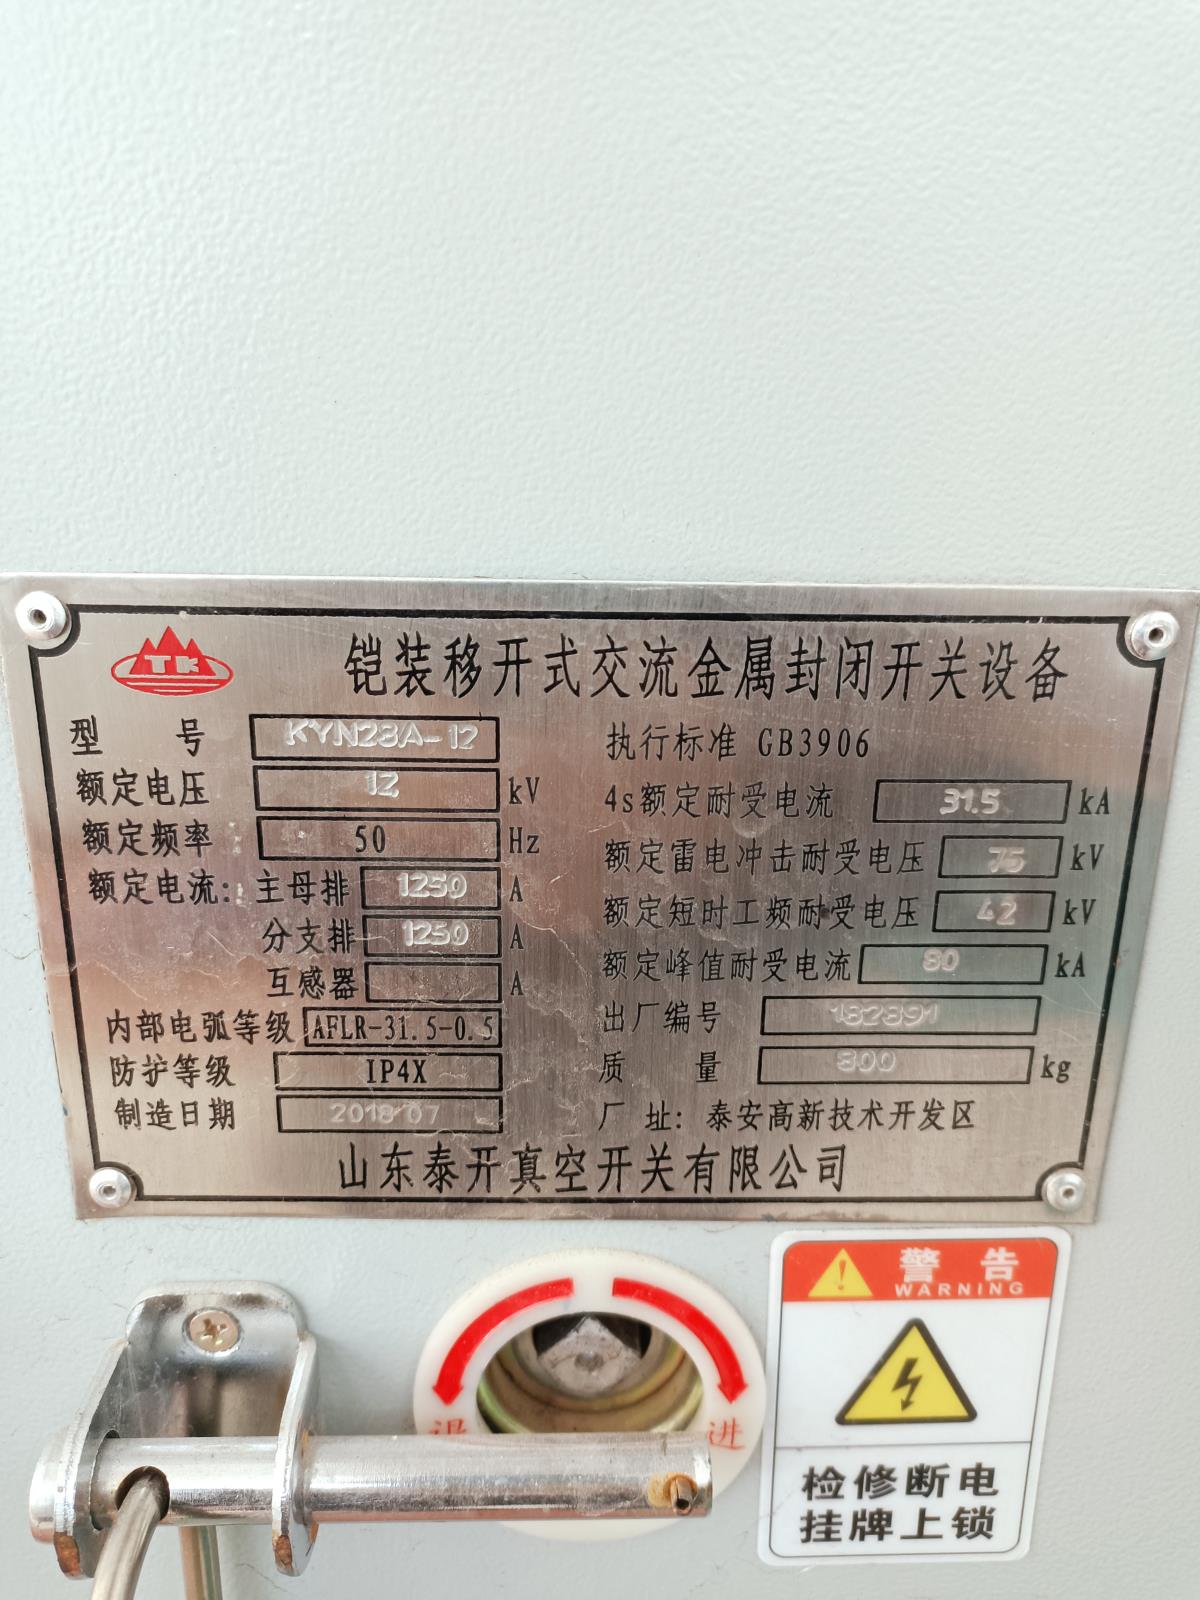 TK
铠装移开式交流金属封闭开关设备
型 号 KYN28A-12
额定电压 12 kV
额定频率 50 Hz
额定电流: 主母排 1250 A
分支排 1250 A
互感器 A
内部电弧等级 AFLR-31.5-0.5
防护等级 IP4X
制造日期 2018 07
执行标准 GB3906
4s额定耐受电流 31.5 kA
额定雷电冲击耐受电压 75 kV
额定短时工频耐受电压 42 kV
额定峰值耐受电流 80 kA
出厂编号 182891
质 量 800 kg
厂 址: 泰安高新技术开发区
山东泰开真空开关有限公司
进
警告
WARNING
检修断电
挂牌上锁